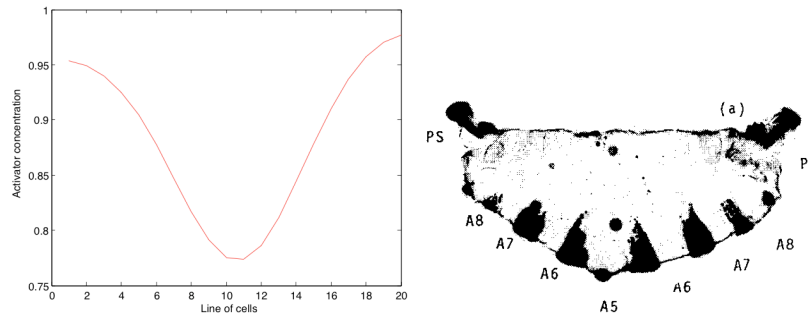 1
0.95
0.9
0.85
0.8
0.75
0 2 4 6 8 10 12 14 16 18 20
Line of cells
Activator concentration
(a)
PS
P
A8
A7
A6
A5
A6
A7
A8